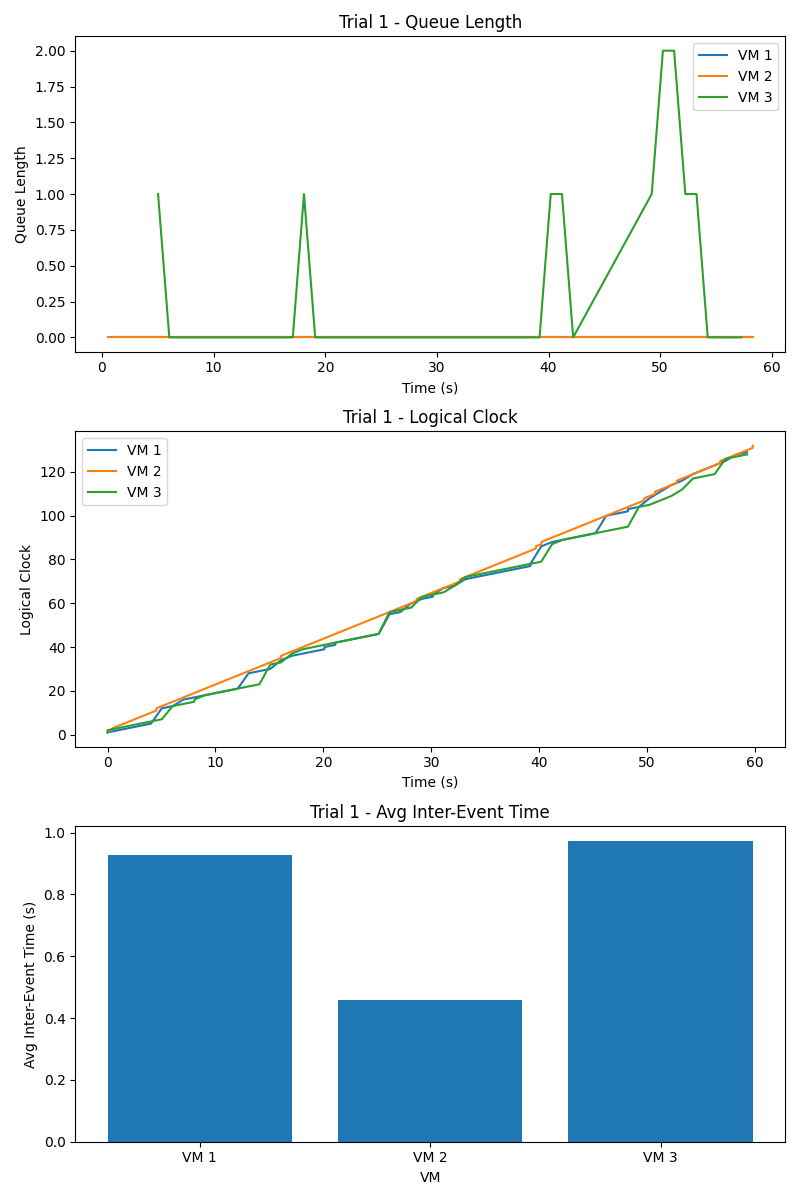 Trial 1 - Queue Length
2.00
1.75
1.50
1.25
1.00
0.75
0.50
0.25
0.00
Queue Length
VM 1
VM 2
VM 3
0 10 20 30 40 50 60
Time (s)
Trial 1 - Logical Clock
120
100
80
60
40
20
0
Logical Clock
VM 1
VM 2
VM 3
0 10 20 30 40 50 60
Time (s)
Trial 1 - Avg Inter-Event Time
1.0
0.8
0.6
0.4
0.2
0.0
Avg Inter-Event Time (s)
VM 1 VM 2 VM 3
VM